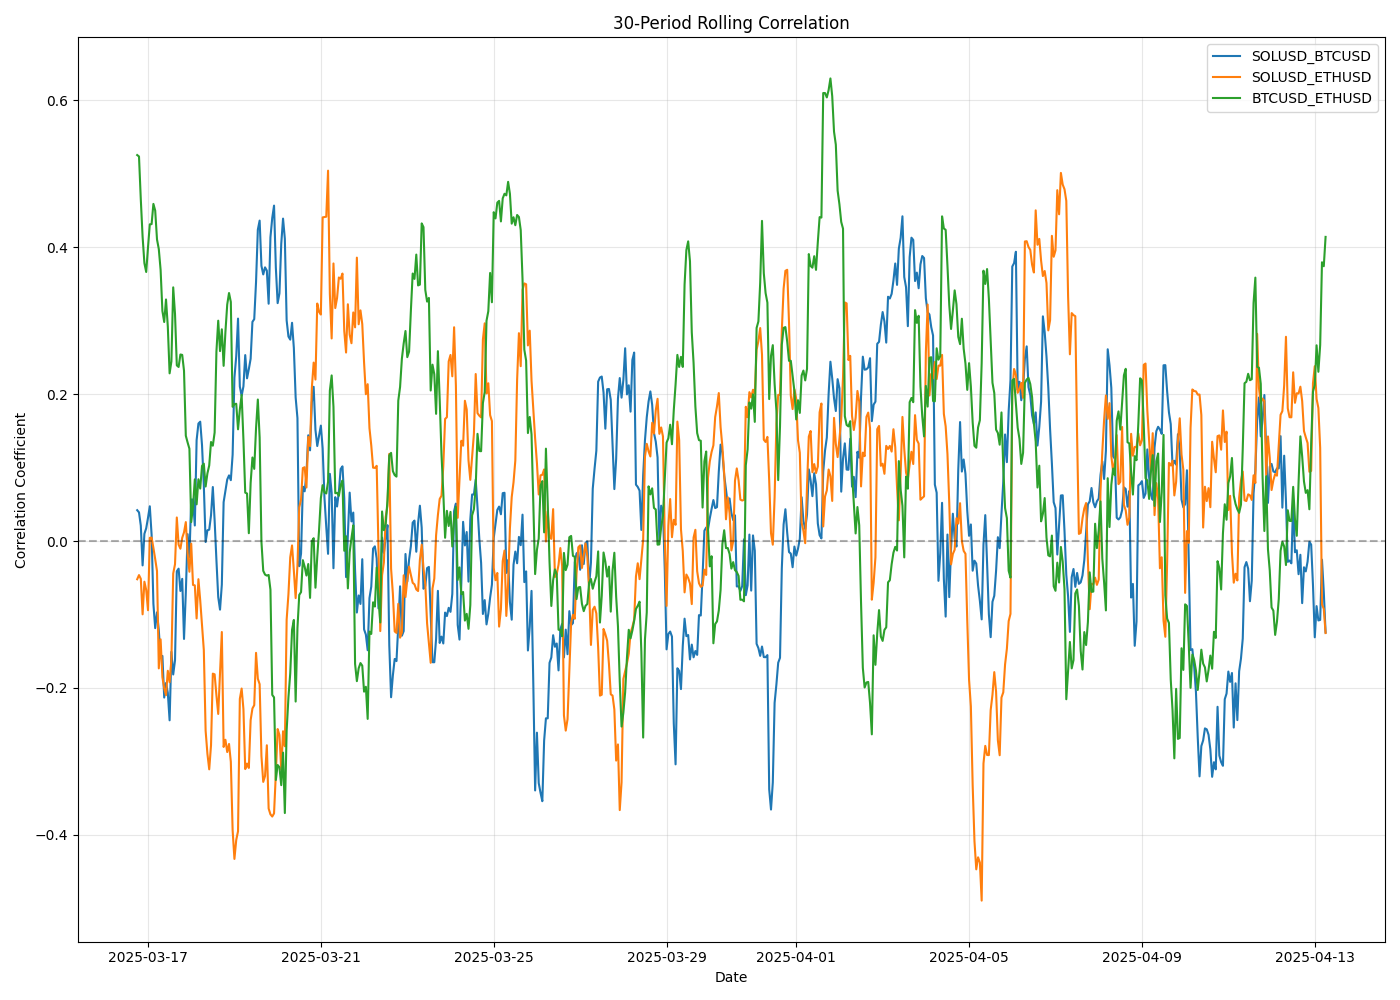 30-Period Rolling Correlation
SOLUSD_BTCUSD
SOLUSD_ETHUSD
BTCUSD_ETHUSD
Correlation Coefficient
0.6
0.4
0.2
0.0
−0.2
−0.4
2025-03-17
2025-03-21
2025-03-25
2025-03-29
2025-04-01
2025-04-05
2025-04-09
2025-04-13
Date